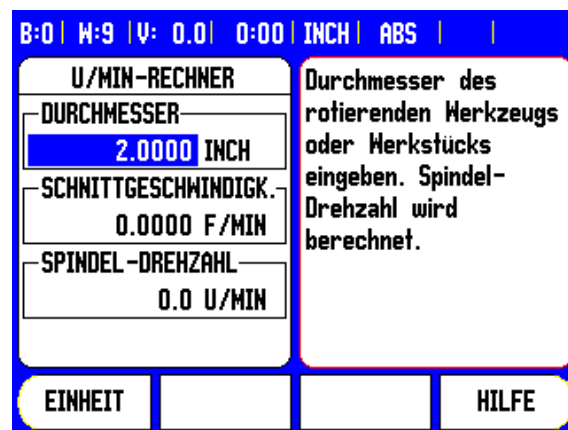 B:0| W:9 |V: 0.0| 0:00| INCH| ABS | |
U/MIN-RECHNER
DURCHMESSER
2.0000 INCH
SCHNITTGESCHWINDIGK.
0.0000 F/MIN
SPINDEL-DREHZAHL
0.0 U/MIN
Durchmesser des
rotierenden Werkzeugs
oder Werkstücks
eingeben. Spindel-
Drehzahl wird
berechnet.
EINHEIT
HILFE